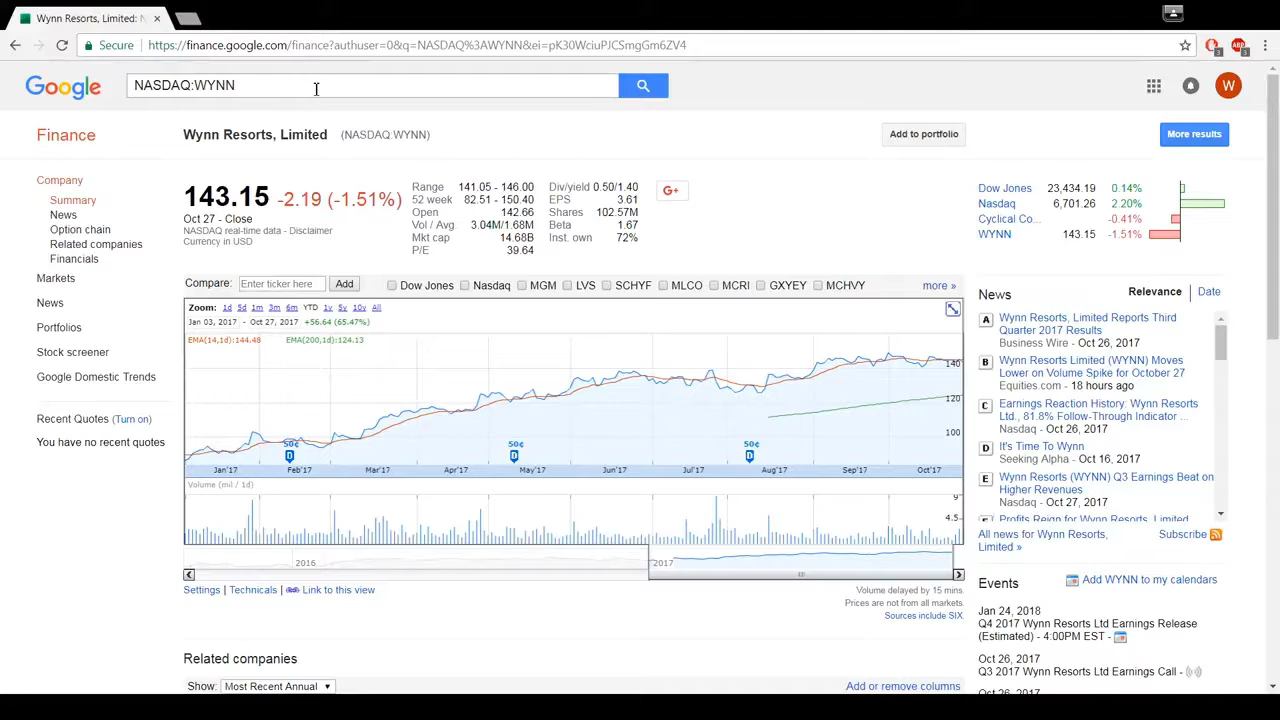 Wynn Resorts, Limited: N
Secure
https://finance.google.com/finance?authuser=0&q=NASDAQ%3AWYNN&ei=pK30WciuPJCSmgGm6ZV4
Google
NASDAQ:WYNN
W
Finance
Wynn Resorts, Limited (NASDAQ:WYNN)
Add to portfolio
More results
Company
Summary
News
Option chain
Related companies
Financials
Markets
News
Portfolios
Stock screener
Google Domestic Trends
Recent Quotes (Turn on)
You have no recent quotes
143.15 -2.19 (-1.51%)
Oct 27 - Close
NASDAQ real-time data - Disclaimer
Currency in USD
Range 141.05 - 146.00
52 week 82.51 - 150.40
Open 142.66
Vol / Avg. 3.04M/1.68M
Mkt cap 14.68B
P/E 39.64
Div/yield 0.50/1.40
EPS 3.61
Shares 102.57M
Beta 1.67
Inst. own 72%
G+
Dow Jones 23,434.19 0.14%
Nasdaq 6,701.26 2.20%
Cyclical Co... -0.41%
WYNN 143.15 -1.51%
Compare: Enter ticker here Add Dow Jones Nasdaq MGM LVS SCHYF MLCO MCRI GXYEY MCHVY more »
Zoom: 1d 5d 1m 3m 6m YTD 1y 5y 10y All
Jan 03, 2017 - Oct 27, 2017 +56.64 (65.47%)
EMA(14,1d):144.48 EMA(200,1d):124.13
140
120
100
50¢ 50¢ 50¢
D D D
Jan'17 Feb'17 Mar'17 Apr'17 May'17 Jun'17 Jul'17 Aug'17 Sep'17 Oct'17
Volume (mil / 1d)
9
4.5
2016 2017
Settings | Technicals Link to this view
Volume delayed by 15 mins.
Prices are not from all markets.
Sources include SIX.
Related companies
Show: Most Recent Annual
Add or remove columns
News
Relevance | Date
A Wynn Resorts, Limited Reports Third
Quarter 2017 Results
Business Wire - Oct 26, 2017
B Wynn Resorts Limited (WYNN) Moves
Lower on Volume Spike for October 27
Equities.com - 18 hours ago
C Earnings Reaction History: Wynn Resorts
Ltd., 81.8% Follow-Through Indicator ...
Nasdaq - Oct 26, 2017
D It's Time To Wynn
Seeking Alpha - Oct 16, 2017
E Wynn Resorts (WYNN) Q3 Earnings Beat on
Higher Revenues
Nasdaq - Oct 27, 2017
F Profits Reign for Wynn Resorts, Limited
All news for Wynn Resorts,
Limited »
Subscribe
Events
Add WYNN to my calendars
Jan 24, 2018
Q4 2017 Wynn Resorts Ltd Earnings Release
(Estimated) - 4:00PM EST -
Oct 26, 2017
Q3 2017 Wynn Resorts Ltd Earnings Call -
Oct 26, 2017